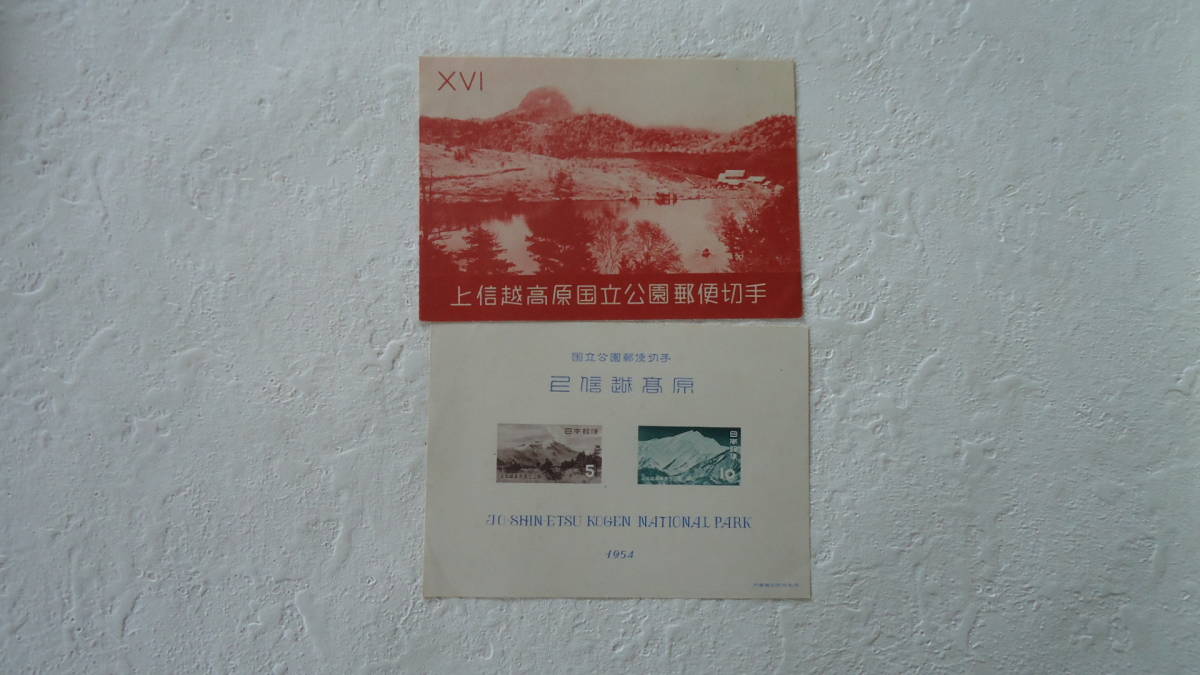 XVI
上信越高原国立公園郵便切手
国立公園郵便切手
上信越高原
日本郵便
5
日本郵便
10
JO-SHIN-ETSU KOGEN NATIONAL PARK
1954